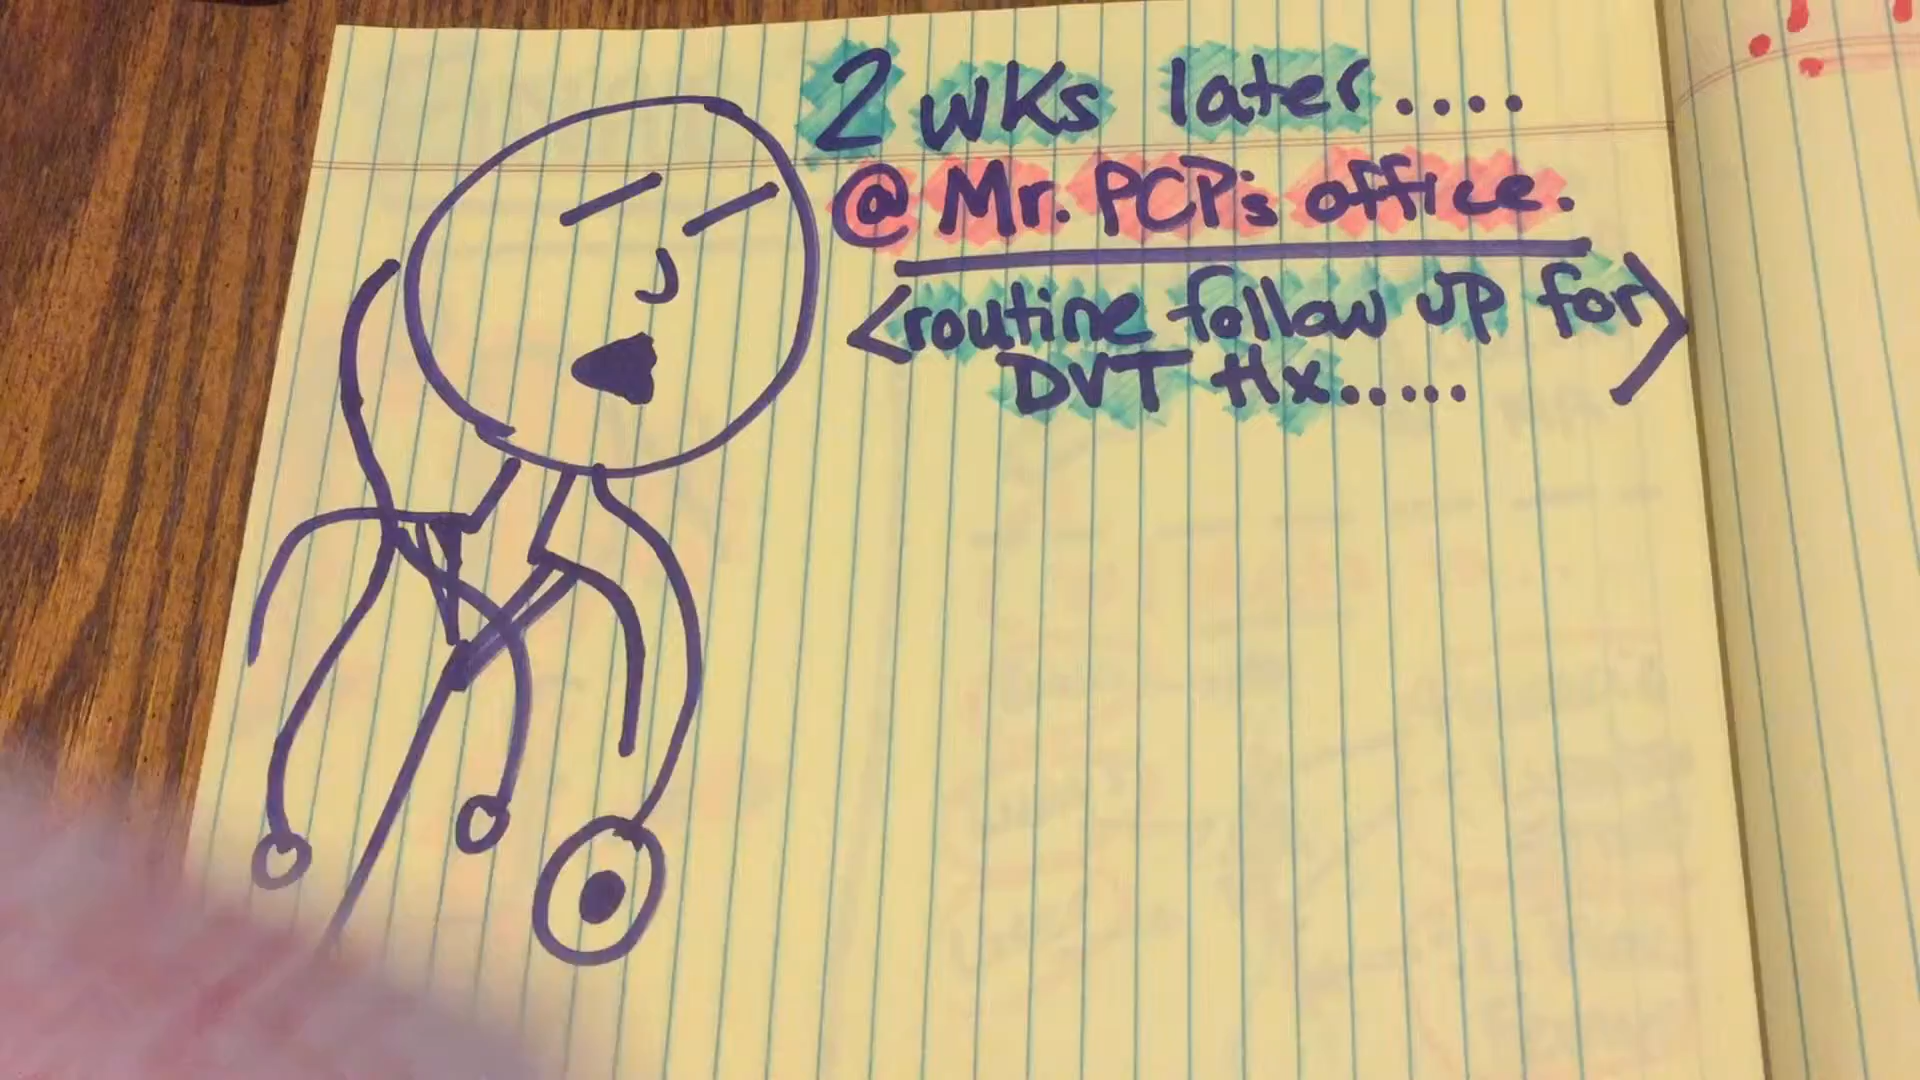 2 wks later....
@ Mr. PCP's office.
<routine follow up for>
DVT Hx.....